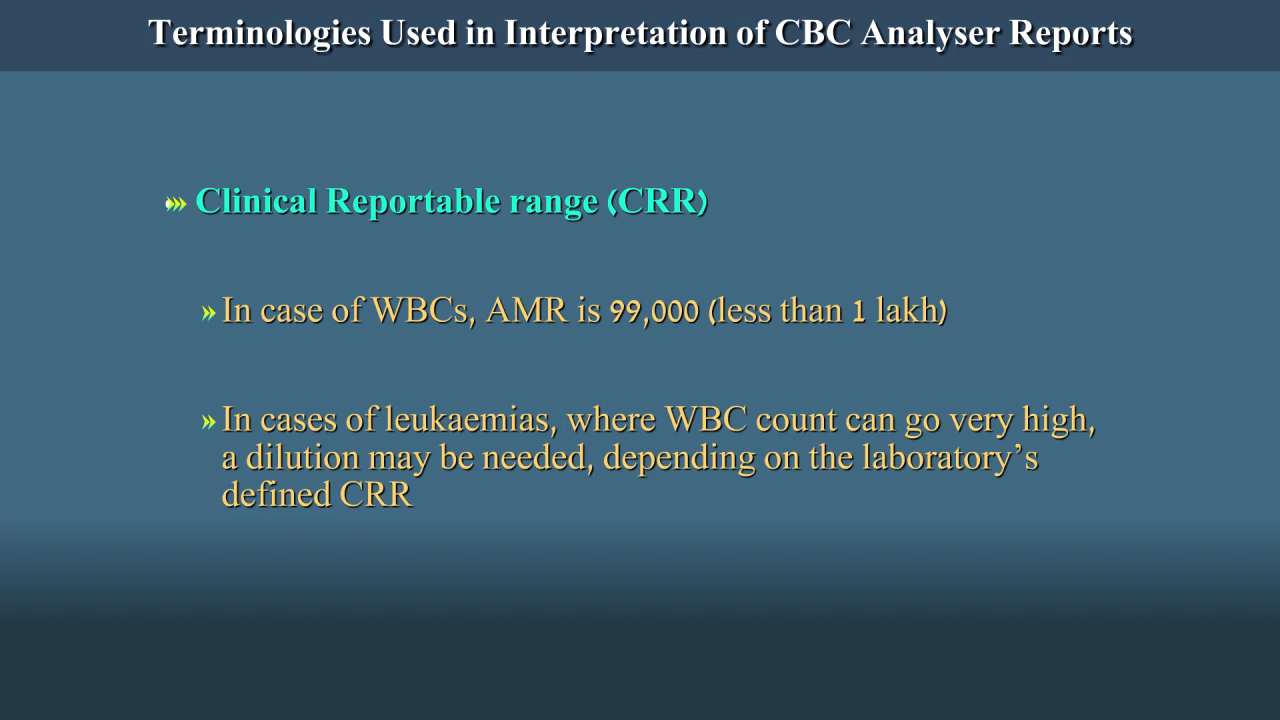 Terminologies Used in Interpretation of CBC Analyser Reports
Clinical Reportable range (CRR)
» In case of WBCs, AMR is 99,000 (less than 1 lakh)
» In cases of leukaemias, where WBC count can go very high,
a dilution may be needed, depending on the laboratory’s
defined CRR